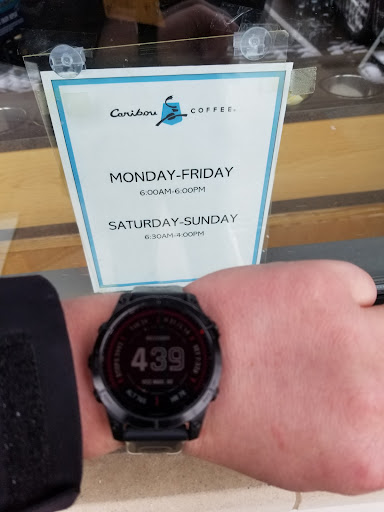 Caribou COFFEE
MONDAY-FRIDAY
6:00AM-6:00PM
SATURDAY-SUNDAY
6:30AM-4:00PM
439